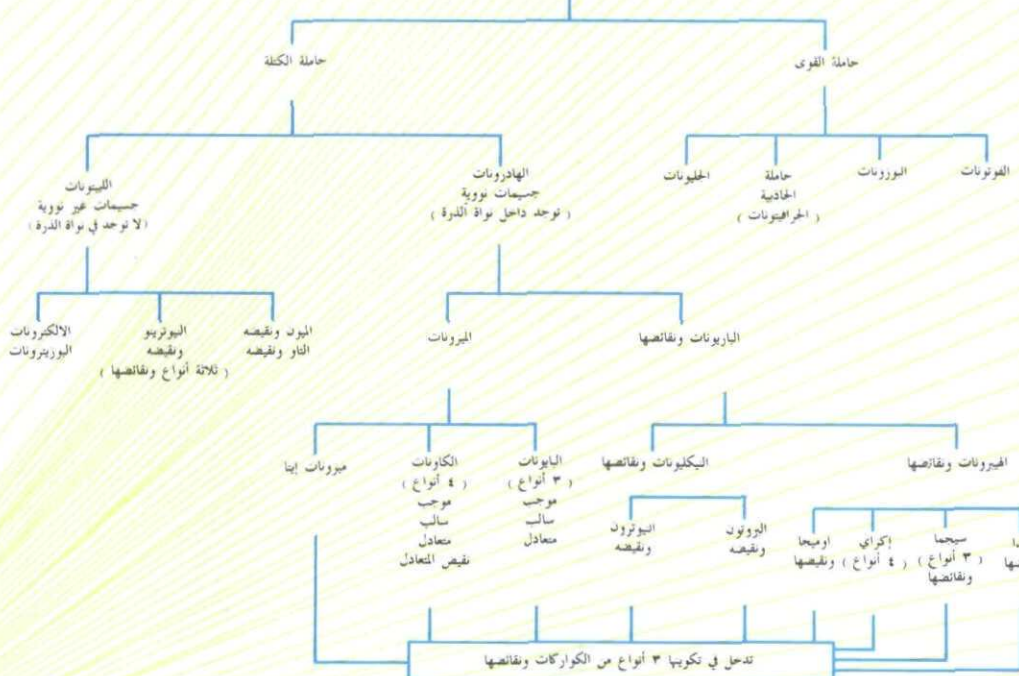 حاملة القوى
حاملة الكتلة
الفوتونات
البوزونات
حاملة
الجاذبية
( الجرافيتونات )
الجليونات
الهادرونات
جسيمات نووية
( توجد داخل نواة الذرة )
الليبتونات
جسيمات غير نووية
( لا توجد في نواة الذرة )
الباريونات ونقائضها
الميزونات
الميون ونقيضه
التاو ونقيضه
النيوترينو
ونقيضه
( ثلاثة أنواع ونقائضها )
الالكترونات
البوزيترونات
الهيبرونات ونقائضها
النيكليونات ونقائضها
البايونات
( ٣ أنواع )
موجب
سالب
متعادل
الكاونات
( ٤ أنواع )
موجب
سالب
متعادل
نقيض المتعادل
ميزونات إيتا
سيجما
( ٣ أنواع )
ونقائضها
إكزاي
( ٤ أنواع )
اوميجا
ونقيضها
البروتون
ونقيضه
النيوترون
ونقيضه
تدخل في تكوينها ٣ أنواع من الكواركات ونقائضها